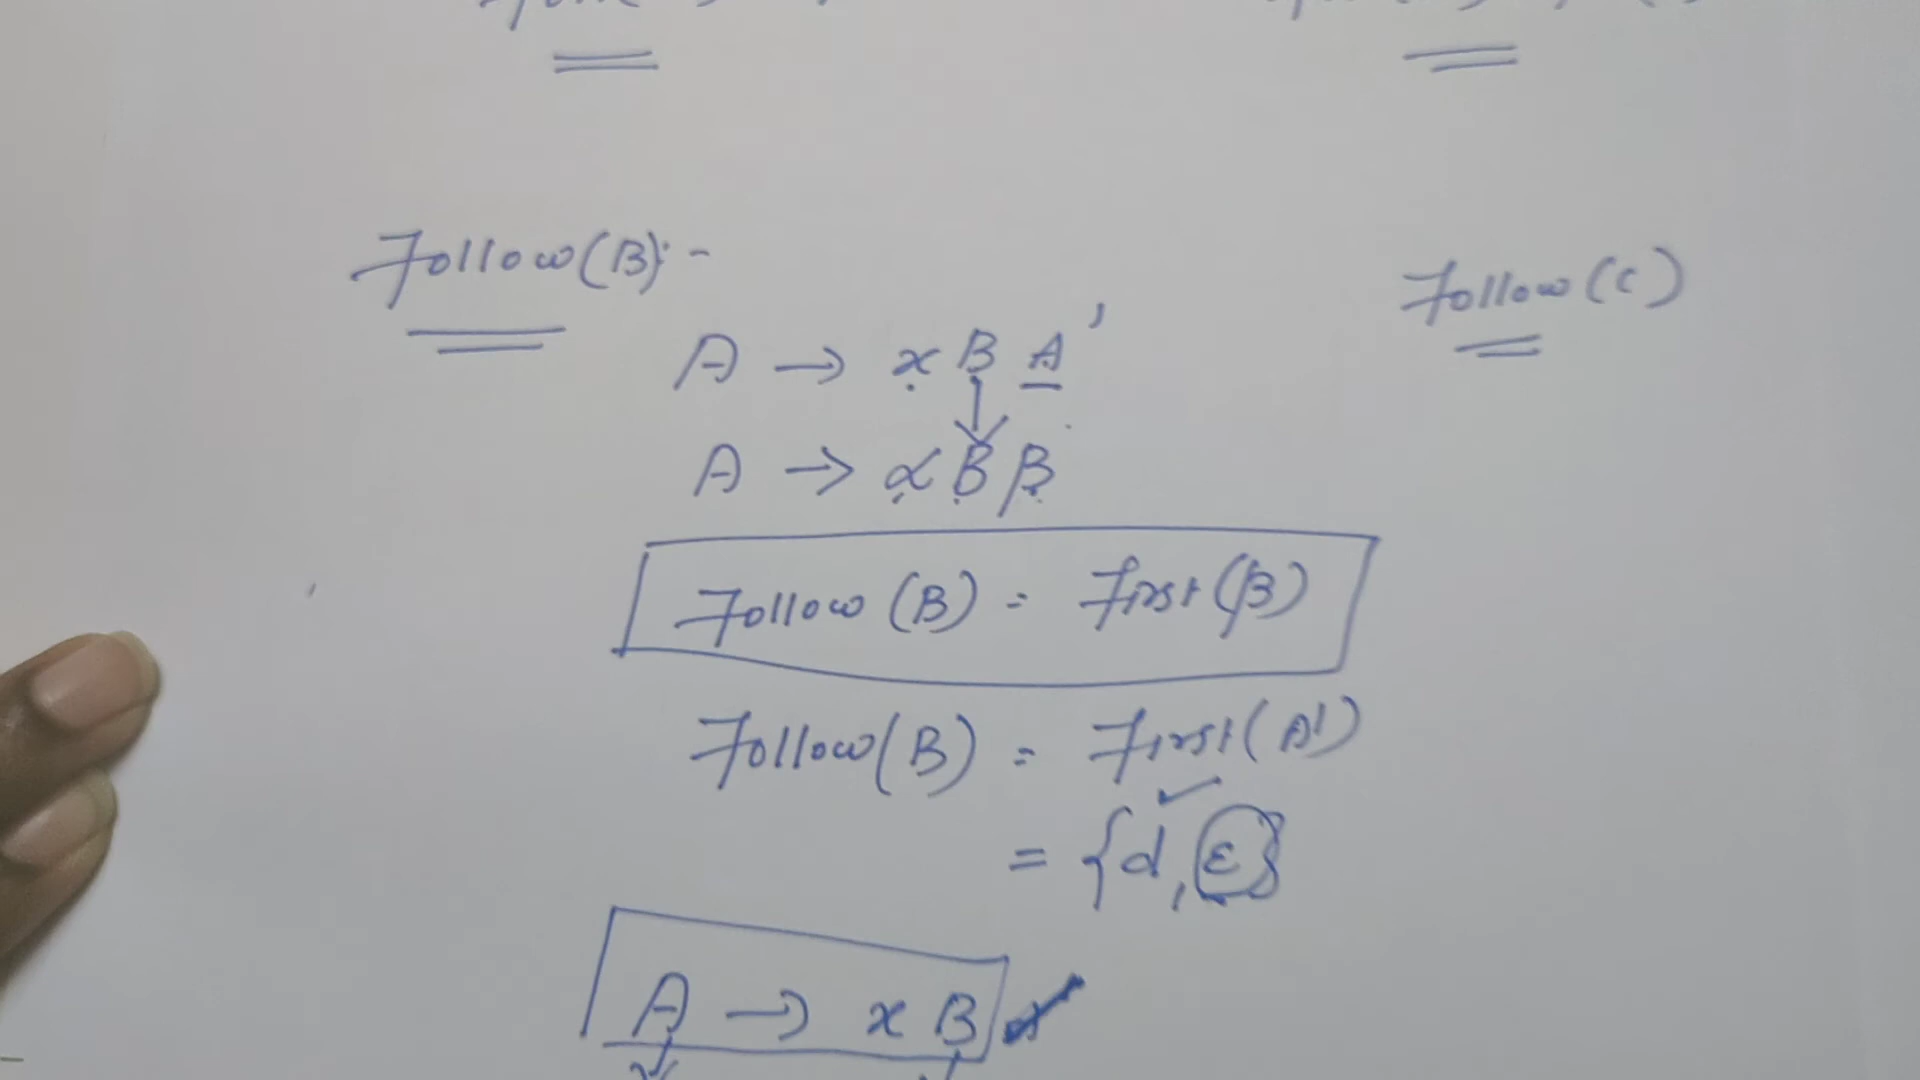 Follow(B):-
Follow(C)
A → x B A'
A → α B β
Follow(B) = First(β)
Follow(B) = First(A')
= {d, ε}
A → x B